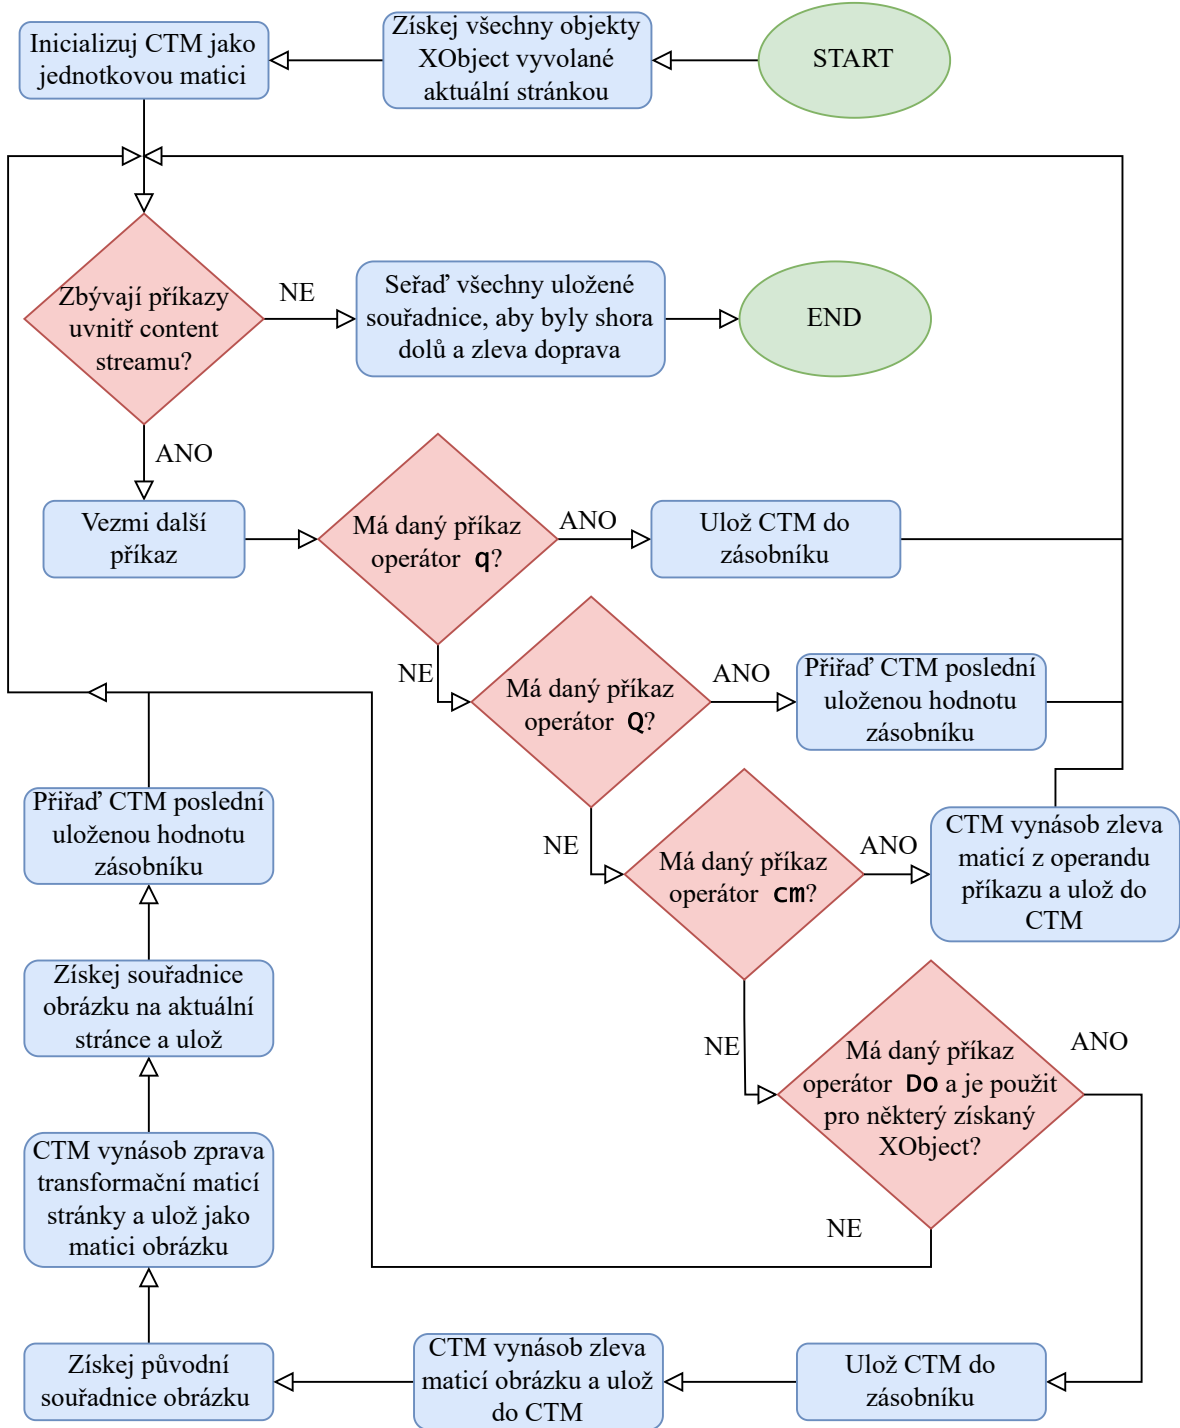 START
Získej všechny objekty
XObject vyvolané
aktuální stránkou
Inicializuj CTM jako
jednotkovou matici
Zbývají příkazy
uvnitř content
streamu?
NE
Seřaď všechny uložené
souřadnice, aby byly shora
dolů a zleva doprava
END
ANO
Vezmi další
příkaz
Má daný příkaz
operátor q?
ANO
Ulož CTM do
zásobníku
NE
Má daný příkaz
operátor Q?
ANO
Přiřaď CTM poslední
uloženou hodnotu
zásobníku
NE
Má daný příkaz
operátor cm?
ANO
CTM vynásob zleva
maticí z operandu
příkazu a ulož do
CTM
NE
Má daný příkaz
operátor Do a je použit
pro některý získaný
XObject?
ANO
NE
Ulož CTM do
zásobníku
CTM vynásob zleva
maticí obrázku a ulož
do CTM
Získej původní
souřadnice obrázku
CTM vynásob zprava
transformační maticí
stránky a ulož jako
matici obrázku
Získej souřadnice
obrázku na aktuální
stránce a ulož
Přiřaď CTM poslední
uloženou hodnotu
zásobníku